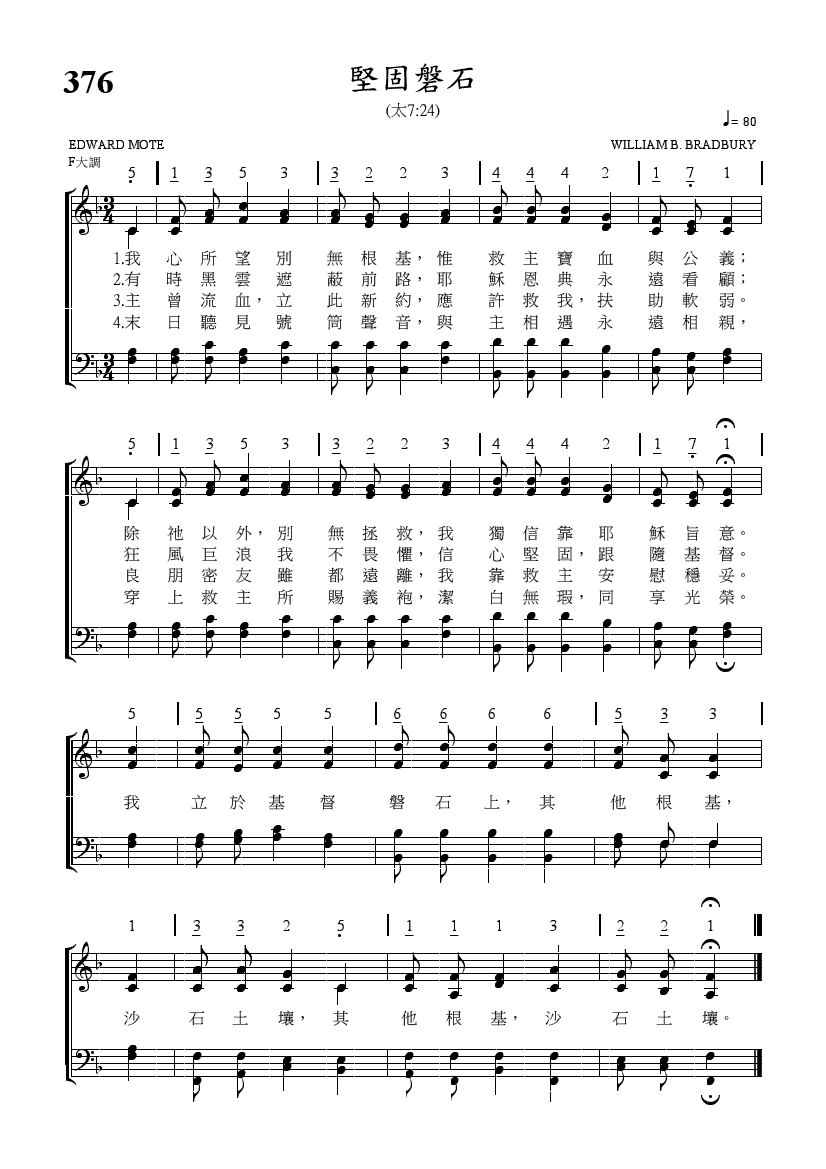 376
堅固磐石
(太7:24)
♩= 80
EDWARD MOTE
WILLIAM B. BRADBURY
F大調
5 | 1 3 5 3 | 3 2 2 3 | 4 4 4 2 | 1 7 1 |
1.我 心 所 望 別 無 根 基，惟 救 主 寶 血 與 公 義；
2.有 時 黑 雲 遮 蔽 前 路，耶 穌 恩 典 永 遠 看 顧；
3.主 曾 流 血，立 此 新 約，應 許 救 我，扶 助 軟 弱。
4.末 日 聽 見 號 筒 聲 音，與 主 相 遇 永 遠 相 親，
5 | 1 3 5 3 | 3 2 2 3 | 4 4 4 2 | 1 7 1 |
除 祂 以 外，別 無 拯 救，我 獨 信 靠 耶 穌 旨 意。
狂 風 巨 浪 我 不 畏 懼，信 心 堅 固，跟 隨 基 督。
良 朋 密 友 雖 都 遠 離，我 靠 救 主 安 慰 穩 妥。
穿 上 救 主 所 賜 義 袍，潔 白 無 瑕，同 享 光 榮。
5 | 5 5 5 5 | 6 6 6 6 | 5 3 3 |
我 立 於 基 督 磐 石 上，其 他 根 基，
1 | 3 3 2 5 | 1 1 1 3 | 2 2 1
沙 石 土 壤，其 他 根 基，沙 石 土 壤。